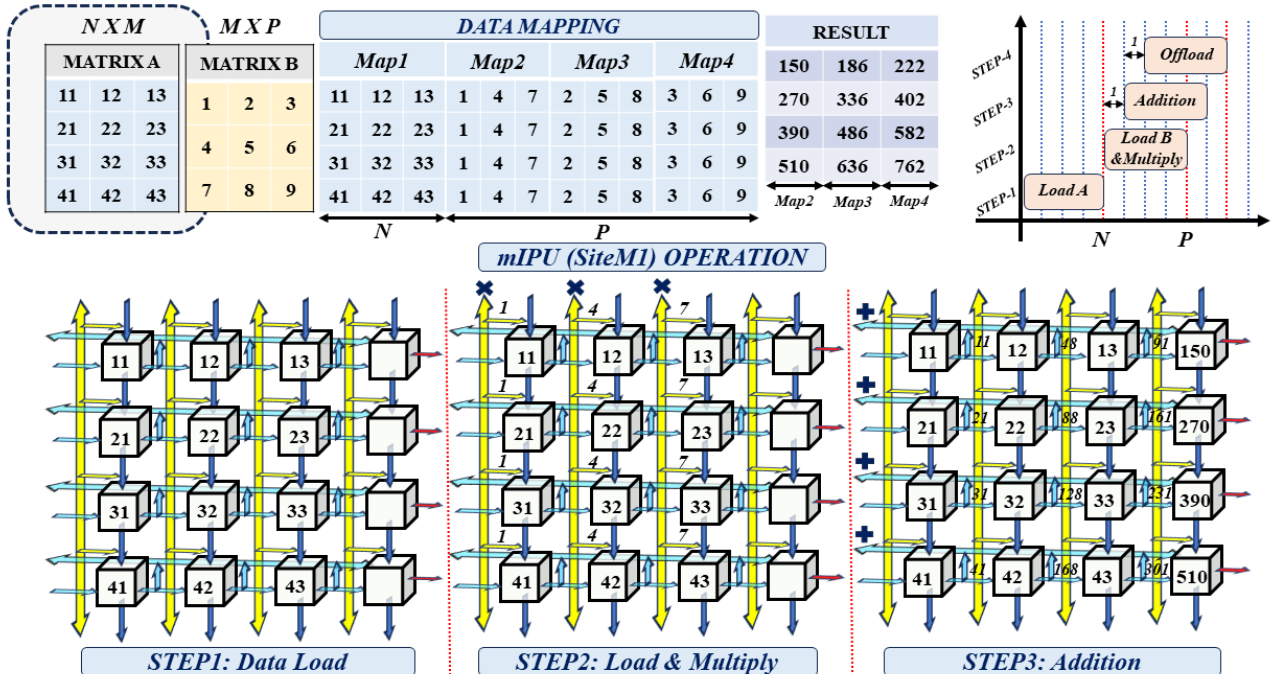 N X M
M X P
DATA MAPPING
MATRIX A
MATRIX B
Map1 Map2 Map3 Map4
RESULT
11 12 13
21 22 23
31 32 33
41 42 43
1 2 3
4 5 6
7 8 9
11 12 13 1 4 7 2 5 8 3 6 9
21 22 23 1 4 7 2 5 8 3 6 9
31 32 33 1 4 7 2 5 8 3 6 9
41 42 43 1 4 7 2 5 8 3 6 9
N P
150 186 222
270 336 402
390 486 582
510 636 762
Map2 Map3 Map4
STEP-4
STEP-3
STEP-2
STEP-1
1
Offload
1
Addition
Load B
&Multiply
Load A
N P
mIPU (SiteM1) OPERATION
11 12 13
21 22 23
31 32 33
41 42 43
STEP1: Data Load
1 4 7
11 12 13
1 4 7
21 22 23
1 4 7
31 32 33
1 4 7
41 42 43
STEP2: Load & Multiply
11 11 12 48 13 91 150
21 21 22 88 23 161 270
31 31 32 128 33 231 390
41 41 42 168 43 301 510
STEP3: Addition